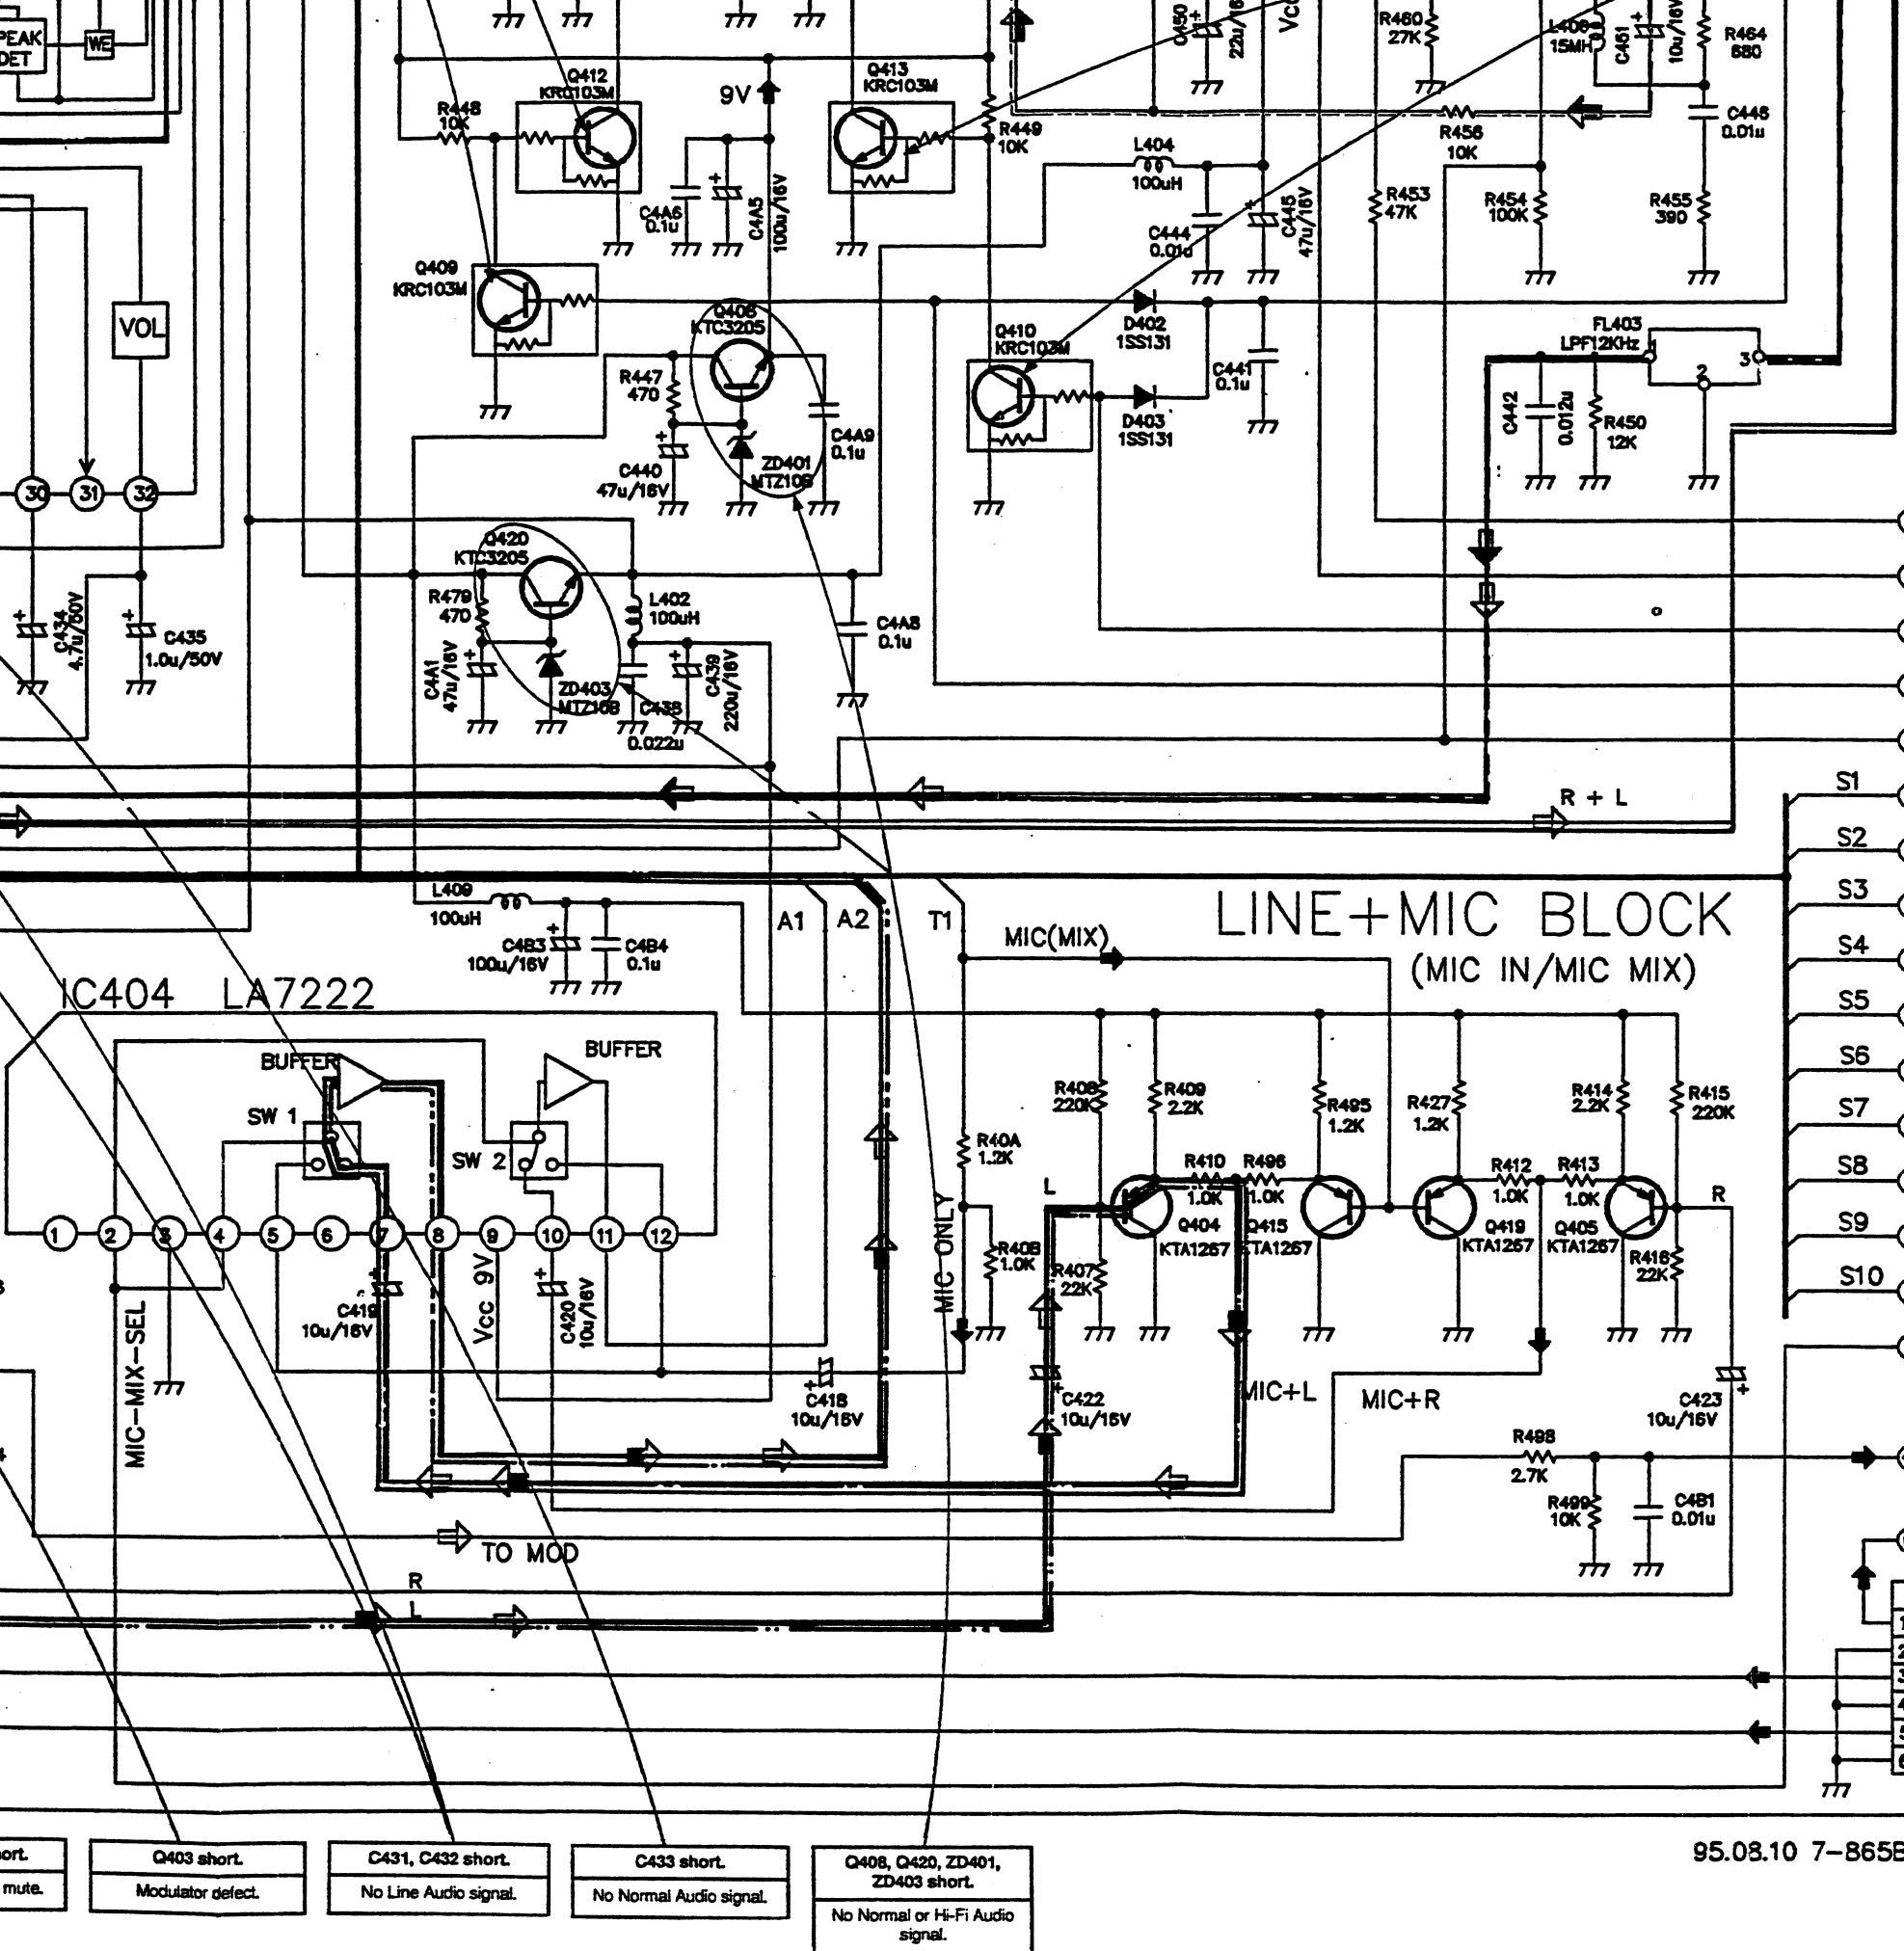 PEAK
DET
WE
C450
22u/16
R460
27K
L406
15MH
C451
10u/16V
R464
680
Q412
KRC103M
9V
Q413
KRC103M
R448
10K
R449
10K
R456
10K
C446
0.01u
L404
100uH
C4A6
0.1u
C4A5
100u/16V
R453
47K
R454
100K
R455
390
C444
0.01u
C445
47u/16V
Q409
KRC103M
VOL
Q408
KTC3205
D402
1SS131
Q410
KRC103M
FL403
LPF12KHz
1
3
2
R447
470
C441
0.1u
D403
1SS131
C442
0.012u
R450
12K
C4A9
0.1u
ZD401
MTZ10B
C440
47u/16V
30
31
32
Q420
KTC3205
R479
470
L402
100uH
C4A8
0.1u
C434
4.7u/50V
C435
1.0u/50V
C4A1
47u/16V
ZD403
MTZ10B
C438
0.022u
C439
220u/16V
R + L
S1
S2
S3
S4
S5
S6
S7
S8
S9
S10
L409
100uH
C4B3
100u/16V
C4B4
0.1u
A1
A2
T1
MIC(MIX)
LINE+MIC BLOCK
(MIC IN/MIC MIX)
IC404 LA7222
BUFFER
BUFFER
SW 1
SW 2
R408
220K
R409
2.2K
R495
1.2K
R427
1.2K
R414
2.2K
R415
220K
R40A
1.2K
R410
1.0K
R496
1.0K
R412
1.0K
R413
1.0K
L
R
Q404
KTA1267
Q415
KTA1267
Q419
KTA1267
Q405
KTA1267
1
2
3
4
5
6
7
8
9
10
11
12
MIC ONLY
R40B
1.0K
R407
22K
R416
22K
MIC-MIX-SEL
C419
10u/16V
Vcc 9V
C420
10u/16V
C418
10u/16V
C422
10u/16V
MIC+L
MIC+R
C423
10u/16V
R498
2.7K
R499
10K
C4B1
0.01u
TO MOD
R
L
Q403 short.
Modulator defect.
C431, C432 short.
No Line Audio signal.
C433 short.
No Normal Audio signal.
Q408, Q420, ZD401,
ZD403 short.
No Normal or Hi-Fi Audio
signal.
mute.
95.08.10 7-865B